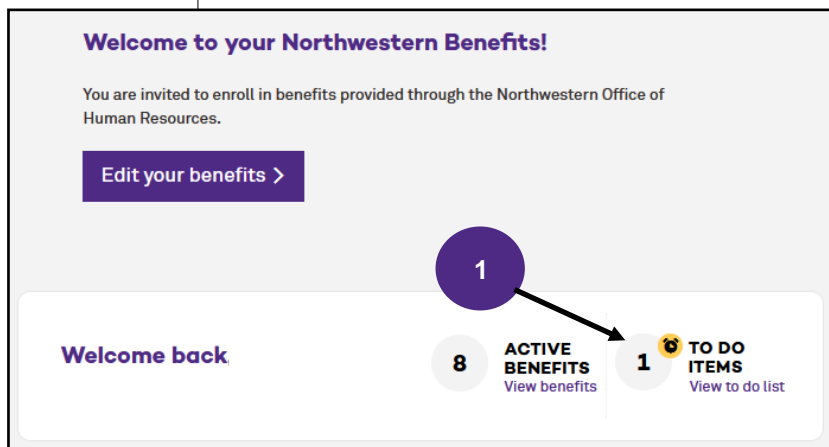 Welcome to your Northwestern Benefits!
You are invited to enroll in benefits provided through the Northwestern Office of
Human Resources.
Edit your benefits >
1
Welcome back,
8
ACTIVE
BENEFITS
View benefits
1
TO DO
ITEMS
View to do list